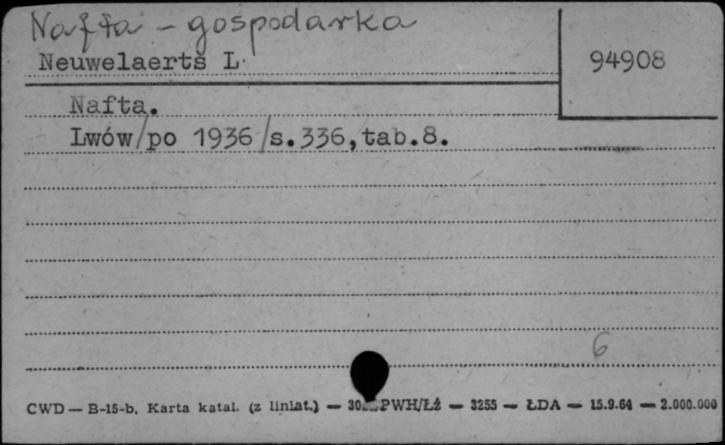 Nafta - gospodarka
Neuwelaerts L.
94908
Nafta.
Lwów/po 1936/s.336,tab.8.
6
CWD — B-15-b, Karta katal. (z liniat.) — PWH/Łź — 3255 — ŁDA — 15.9.64 — 2.000.000